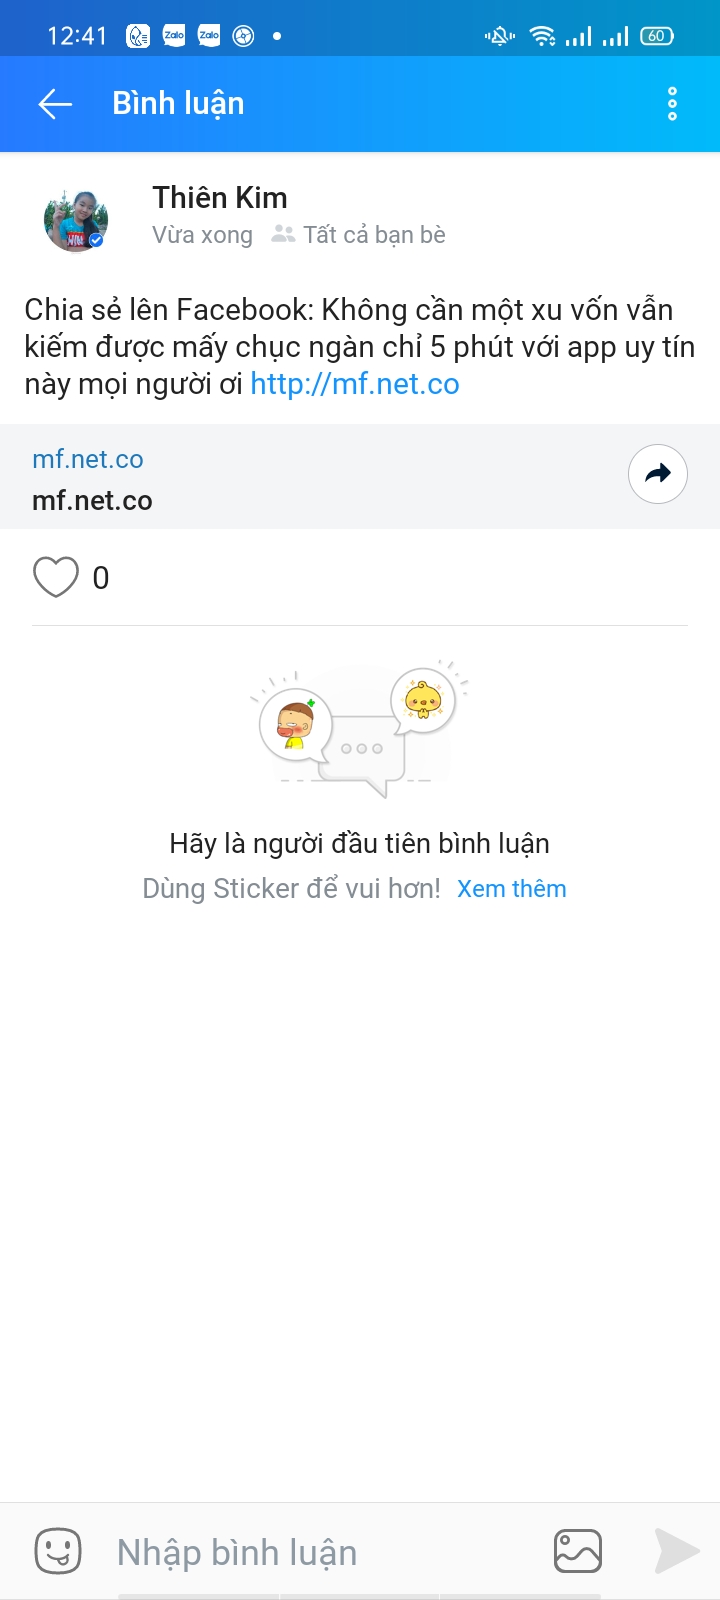 12:41 Zalo Zalo 60
Bình luận
Thiên Kim
Vừa xong Tất cả bạn bè
Chia sẻ lên Facebook: Không cần một xu vốn vẫn
kiếm được mấy chục ngàn chỉ 5 phút với app uy tín
này mọi người ơi http://mf.net.co
mf.net.co
mf.net.co
0
Hãy là người đầu tiên bình luận
Dùng Sticker để vui hơn! Xem thêm
Nhập bình luận